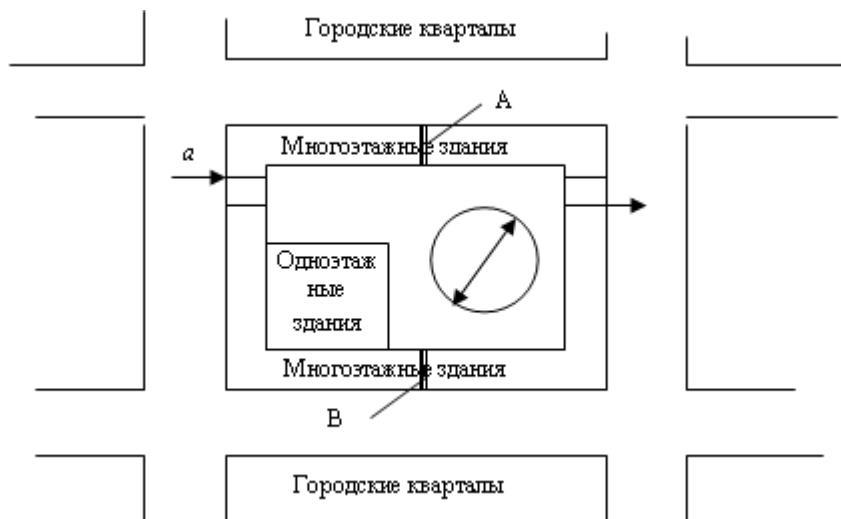 Городские кварталы
А
Многоэтажные здания
а
Одноэтаж
ные
здания
Многоэтажные здания
В
Городские кварталы